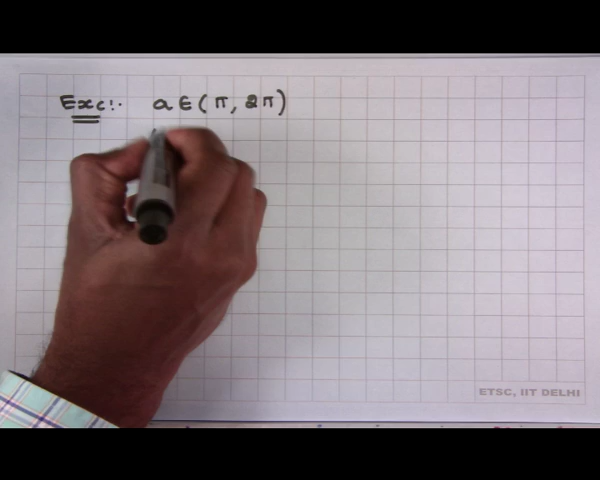 Exc:. a ∈ (π, 2π)
ETSC, IIT DELHI